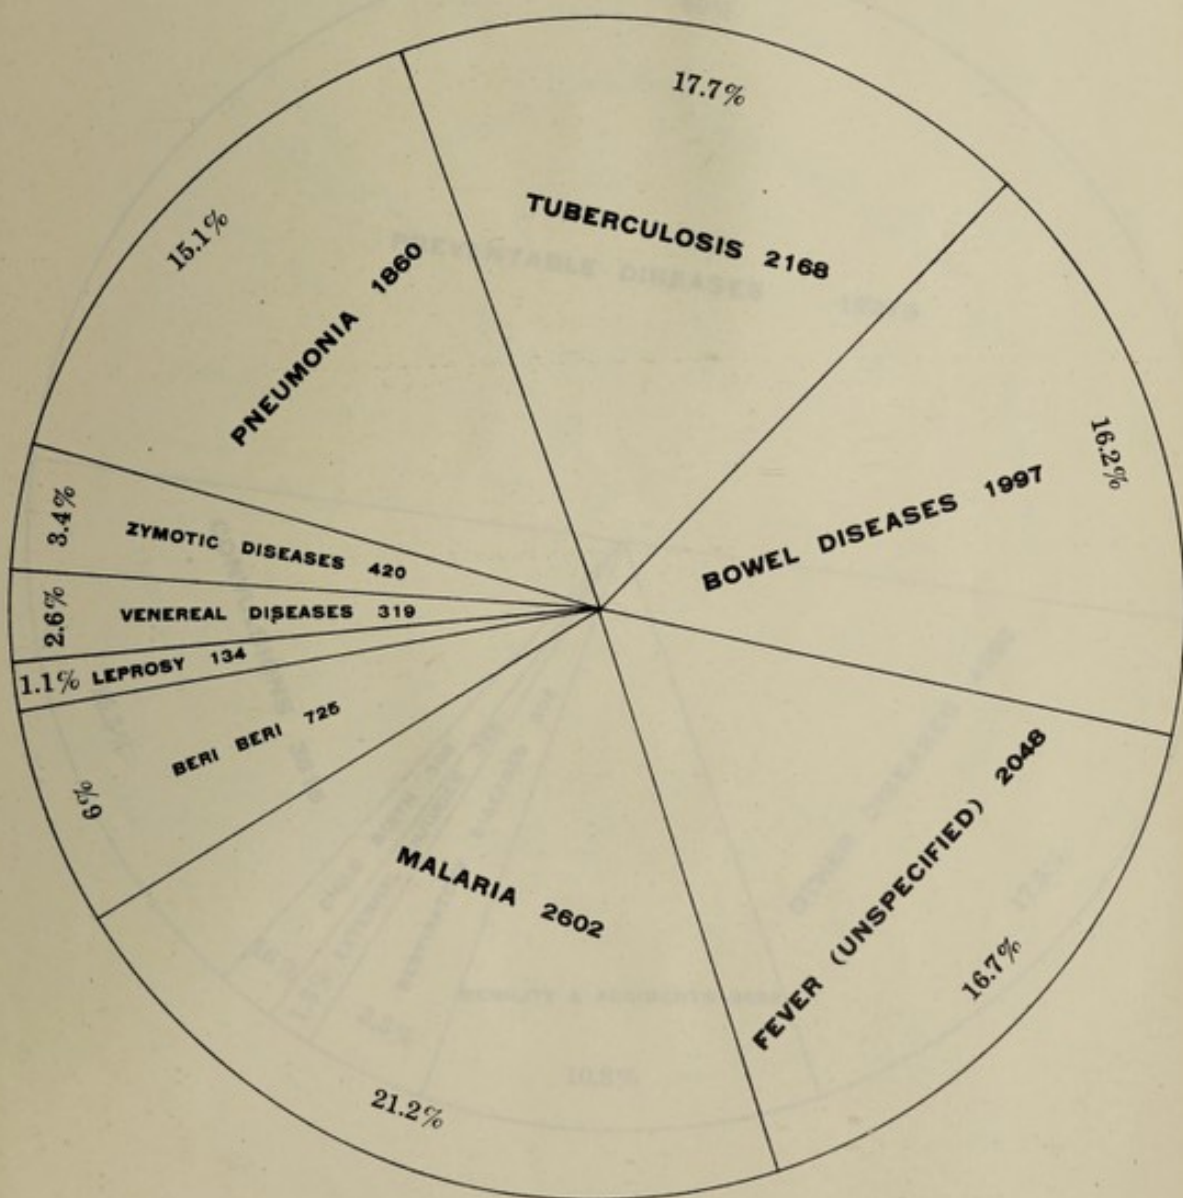 17.7%
TUBERCULOSIS 2168
16.2%
BOWEL DISEASES 1997
FEVER (UNSPECIFIED) 2048
16.7%
MALARIA 2602
21.2%
BERI BERI 725
6%
1.1% LEPROSY 134
2.6%
VENEREAL DISEASES 319
3.4%
ZYMOTIC DISEASES 420
15.1%
PNEUMONIA 1860
PREVENTABLE DISEASES